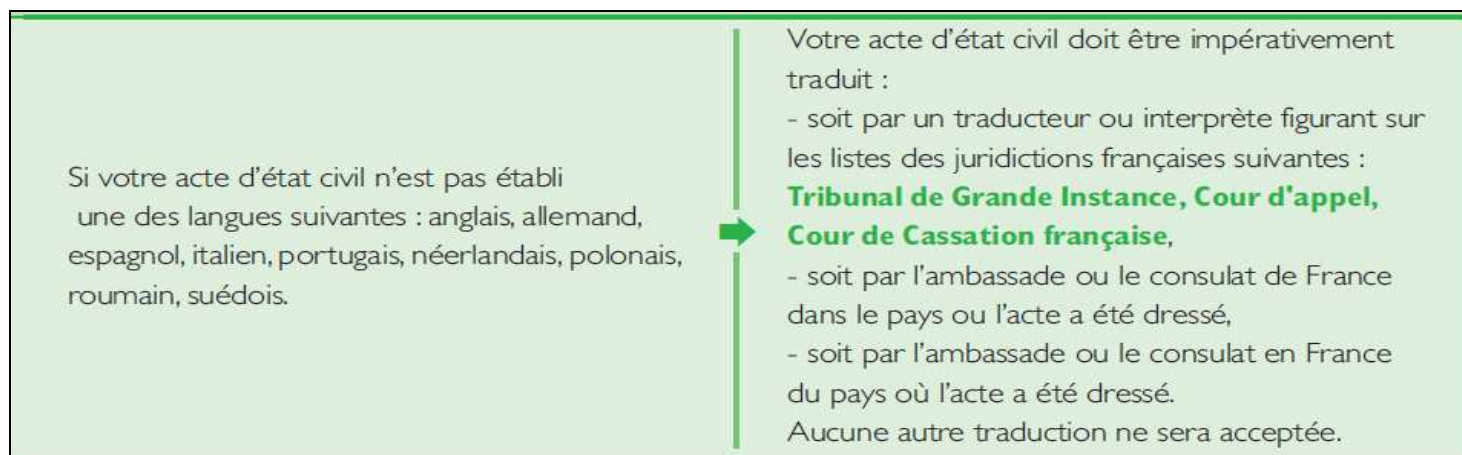 Si votre acte d'état civil n'est pas établi
une des langues suivantes : anglais, allemand,
espagnol, italien, portugais, néerlandais, polonais,
roumain, suédois.
Votre acte d'état civil doit être impérativement
traduit :
- soit par un traducteur ou interprète figurant sur
les listes des juridictions françaises suivantes :
Tribunal de Grande Instance, Cour d'appel,
Cour de Cassation française,
- soit par l'ambassade ou le consulat de France
dans le pays ou l'acte a été dressé,
- soit par l'ambassade ou le consulat en France
du pays où l'acte a été dressé.
Aucune autre traduction ne sera acceptée.